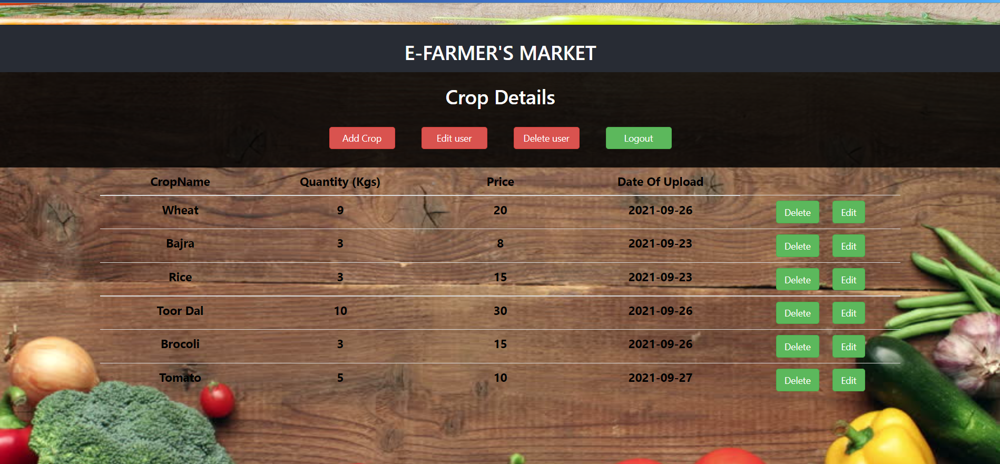 E-FARMER'S MARKET
Crop Details
Add Crop Edit user Delete user Logout
CropName Quantity (Kgs) Price Date Of Upload
Wheat 9 20 2021-09-26 Delete Edit
Bajra 3 8 2021-09-23 Delete Edit
Rice 3 15 2021-09-23 Delete Edit
Toor Dal 10 30 2021-09-26 Delete Edit
Brocoli 3 15 2021-09-26 Delete Edit
Tomato 5 10 2021-09-27 Delete Edit